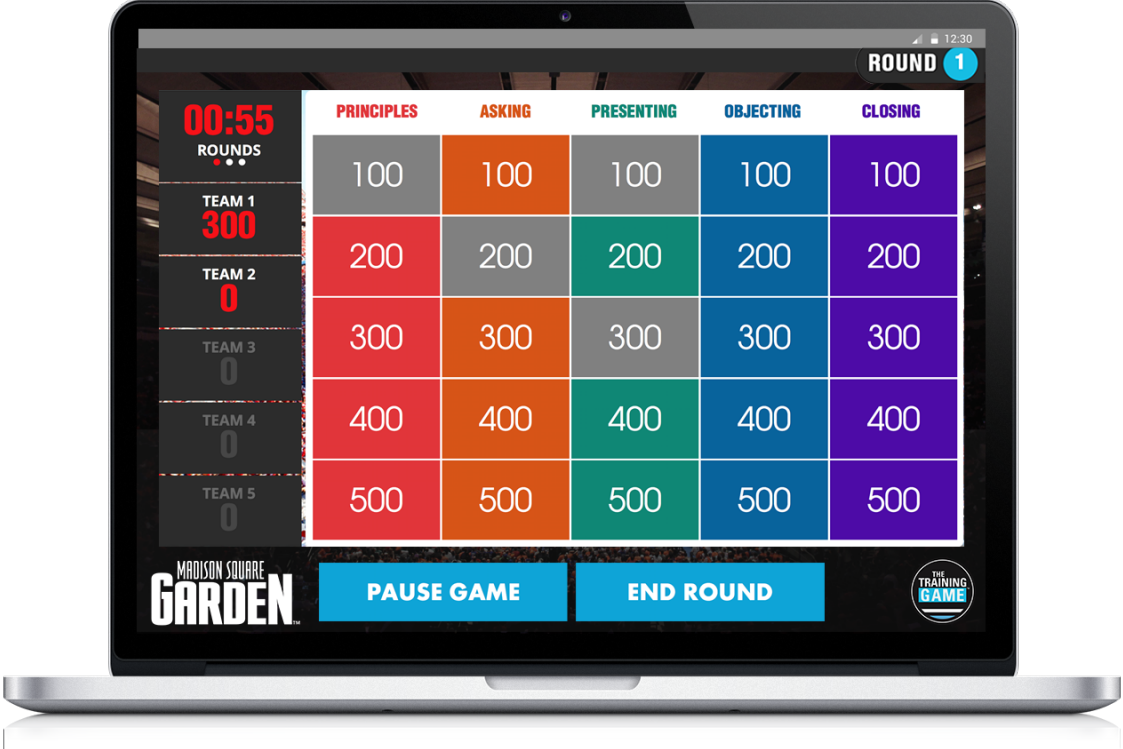 12:30
ROUND 1
00:55
ROUNDS
TEAM 1
300
TEAM 2
0
TEAM 3
0
TEAM 4
0
TEAM 5
0
PRINCIPLES ASKING PRESENTING OBJECTING CLOSING
100 100 100 100 100
200 200 200 200 200
300 300 300 300 300
400 400 400 400 400
500 500 500 500 500
MADISON SQUARE
GARDEN™
PAUSE GAME END ROUND
THE
TRAINING
GAME